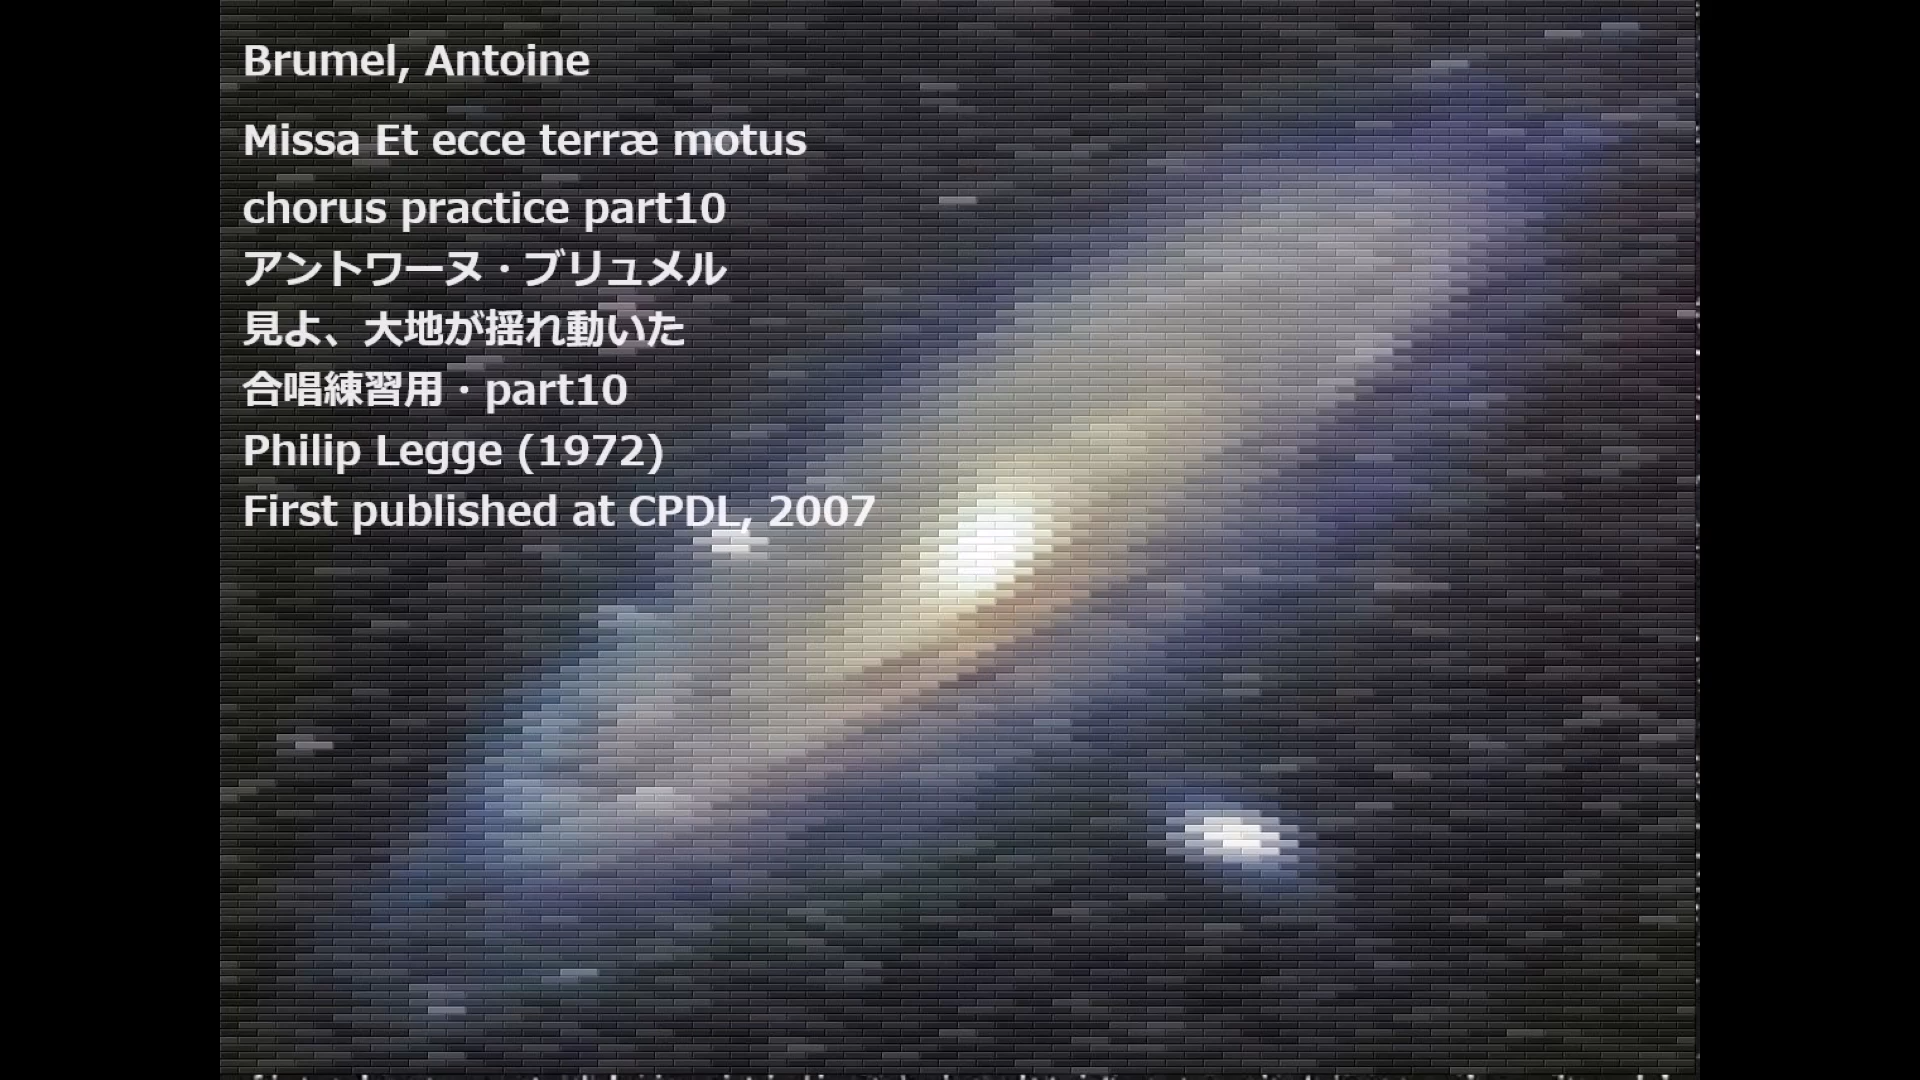 Brumel, Antoine
Missa Et ecce terræ motus
chorus practice part10
アントワーヌ・ブリュメル
見よ、大地が揺れ動いた
合唱練習用・part10
Philip Legge (1972)
First published at CPDL, 2007